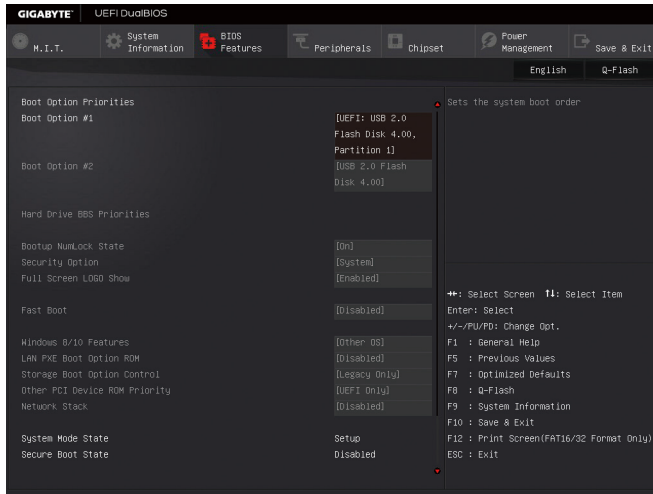 GIGABYTE™ UEFI DualBIOS
M.I.T.
System Information
BIOS Features
Peripherals
Chipset
Power Management
Save & Exit
English Q-Flash
Boot Option Priorities
Boot Option #1 [UEFI: USB 2.0
Flash Disk 4.00,
Partition 1]
Boot Option #2 [USB 2.0 Flash
Disk 4.00]
Hard Drive BBS Priorities
Bootup NumLock State [On]
Security Option [System]
Full Screen LOGO Show [Enabled]
Fast Boot [Disabled]
Windows 8/10 Features [Other OS]
LAN PXE Boot Option ROM [Disabled]
Storage Boot Option Control [Legacy Only]
Other PCI Device ROM Priority [UEFI Only]
Network Stack [Disabled]
System Mode State Setup
Secure Boot State Disabled
Sets the system boot order
→←: Select Screen ↑↓: Select Item
Enter: Select
+/-/PU/PD: Change Opt.
F1 : General Help
F5 : Previous Values
F7 : Optimized Defaults
F8 : Q-Flash
F9 : System Information
F10 : Save & Exit
F12 : Print Screen(FAT16/32 Format Only)
ESC : Exit